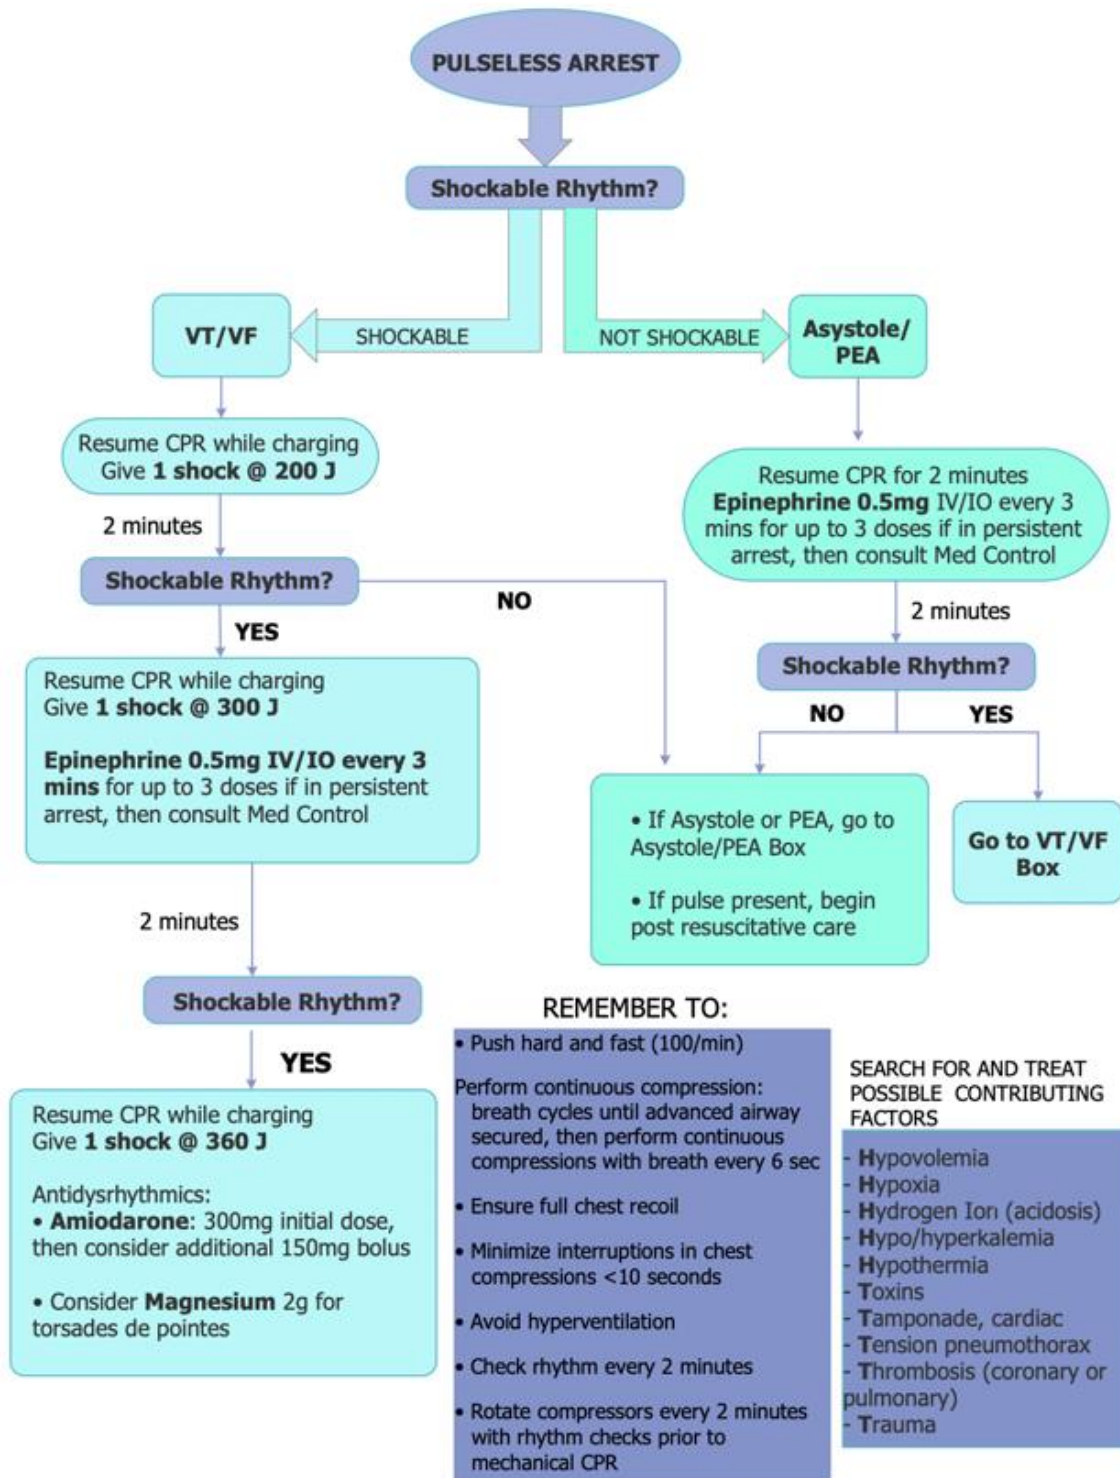 PULSELESS ARREST
Shockable Rhythm?
SHOCKABLE
NOT SHOCKABLE
VT/VF
Resume CPR while charging
Give 1 shock @ 200 J
2 minutes
Shockable Rhythm?
NO
YES
Resume CPR while charging
Give 1 shock @ 300 J
Epinephrine 0.5mg IV/IO every 3
mins for up to 3 doses if in persistent
arrest, then consult Med Control
2 minutes
Shockable Rhythm?
YES
Resume CPR while charging
Give 1 shock @ 360 J
Antidysrhythmics:
• Amiodarone: 300mg initial dose,
then consider additional 150mg bolus
• Consider Magnesium 2g for
torsades de pointes
Asystole/
PEA
Resume CPR for 2 minutes
Epinephrine 0.5mg IV/IO every 3
mins for up to 3 doses if in persistent
arrest, then consult Med Control
2 minutes
Shockable Rhythm?
NO
YES
• If Asystole or PEA, go to
Asystole/PEA Box
• If pulse present, begin
post resuscitative care
Go to VT/VF
Box
REMEMBER TO:
• Push hard and fast (100/min)
Perform continuous compression:
breath cycles until advanced airway
secured, then perform continuous
compressions with breath every 6 sec
• Ensure full chest recoil
• Minimize interruptions in chest
compressions <10 seconds
• Avoid hyperventilation
• Check rhythm every 2 minutes
• Rotate compressors every 2 minutes
with rhythm checks prior to
mechanical CPR
SEARCH FOR AND TREAT
POSSIBLE CONTRIBUTING
FACTORS
- Hypovolemia
- Hypoxia
- Hydrogen Ion (acidosis)
- Hypo/hyperkalemia
- Hypothermia
- Toxins
- Tamponade, cardiac
- Tension pneumothorax
- Thrombosis (coronary or
pulmonary)
- Trauma